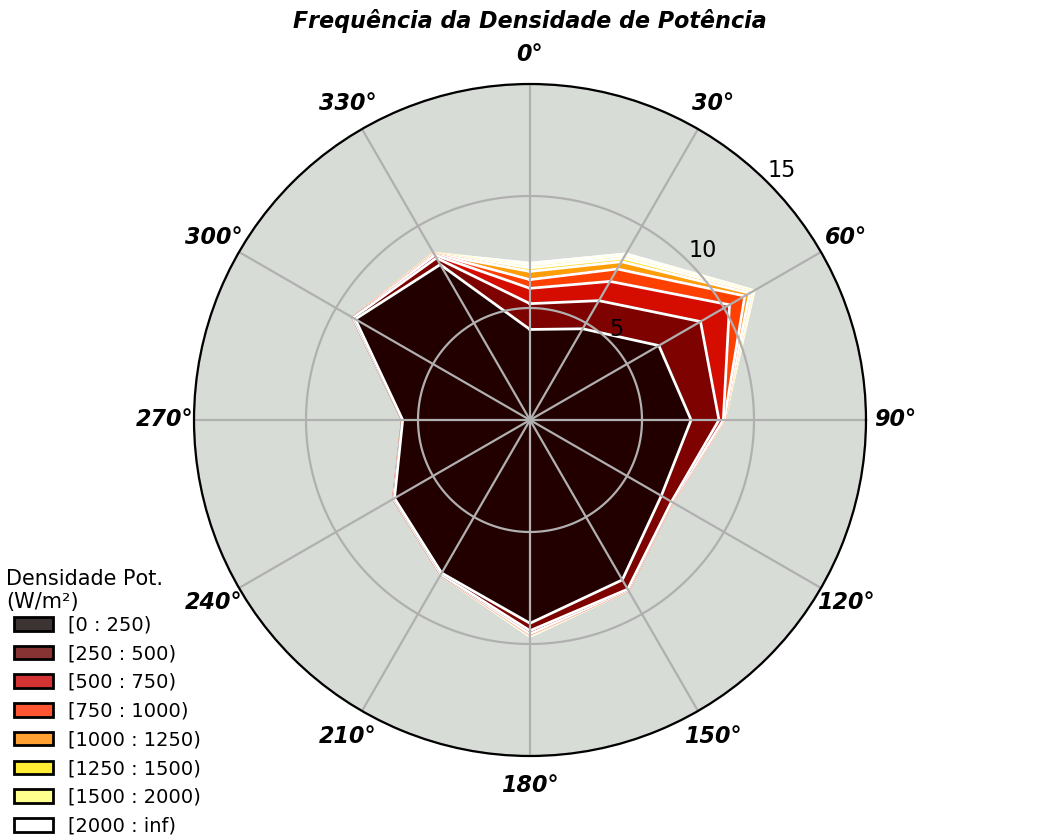 Frequência da Densidade de Potência
0°
330°
30°
15
300°
60°
10
5
270°
90°
240°
120°
210°
150°
180°
Densidade Pot.
(W/m²)
[0 : 250)
[250 : 500)
[500 : 750)
[750 : 1000)
[1000 : 1250)
[1250 : 1500)
[1500 : 2000)
[2000 : inf)